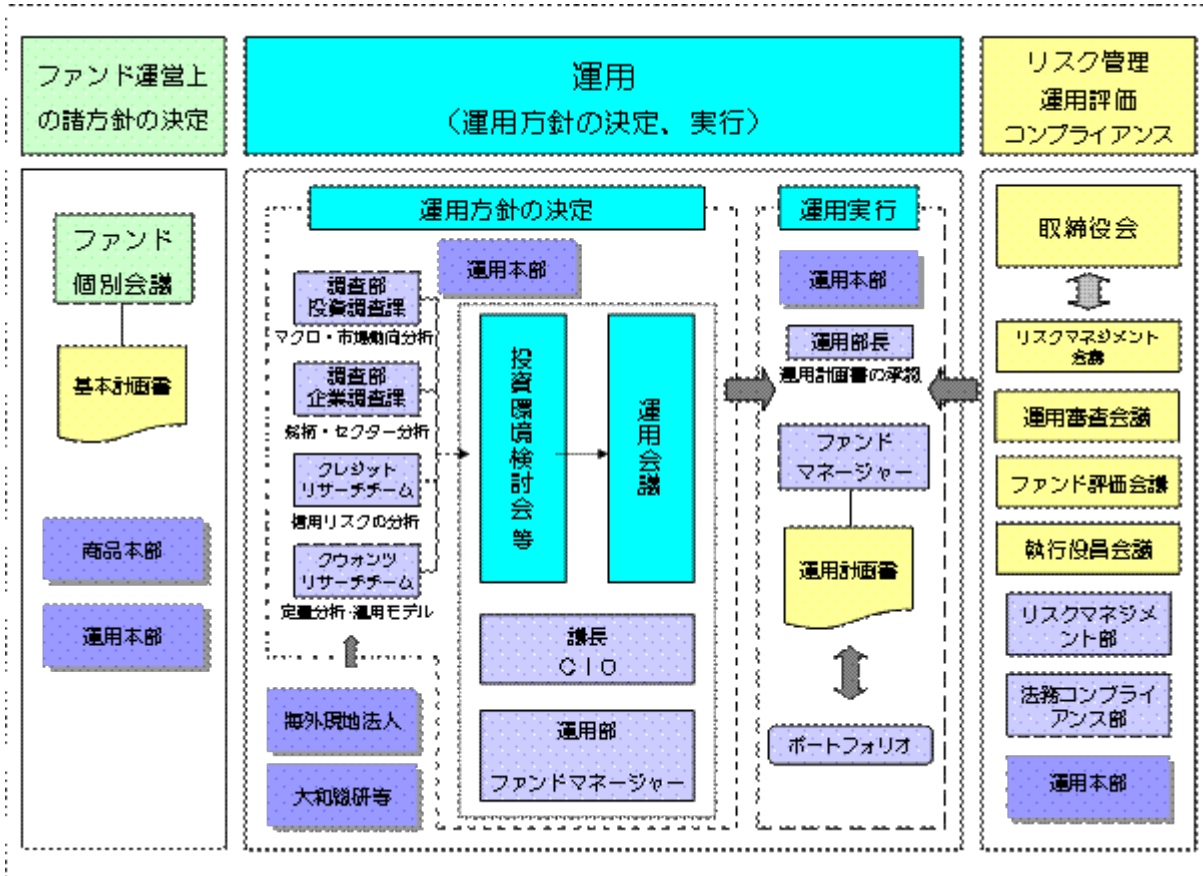 ファンド運営上
の諸方針の決定
運用
（運用方針の決定、実行）
リスク管理
運用評価
コンプライアンス
ファンド
個別会議
基本計画書
商品本部
運用本部
運用方針の決定
運用本部
調査部
投資調査課
マクロ・市場動向分析
調査部
企業調査課
銘柄・セクター分析
クレジット
リサーチチーム
信用リスクの分析
クウォンツ
リサーチチーム
定量分析・運用モデル
海外現地法人
大和総研等
投資環境検討会 等
運用会議
議長
ＣＩＯ
運用部
ファンドマネージャー
運用実行
運用本部
運用部長
運用計画書の承認
ファンド
マネージャー
運用計画書
ポートフォリオ
取締役会
リスクマネジメント
会議
運用審査会議
ファンド評価会議
執行役員会議
リスクマネジメ
ント部
法務コンプライ
アンス部
運用本部